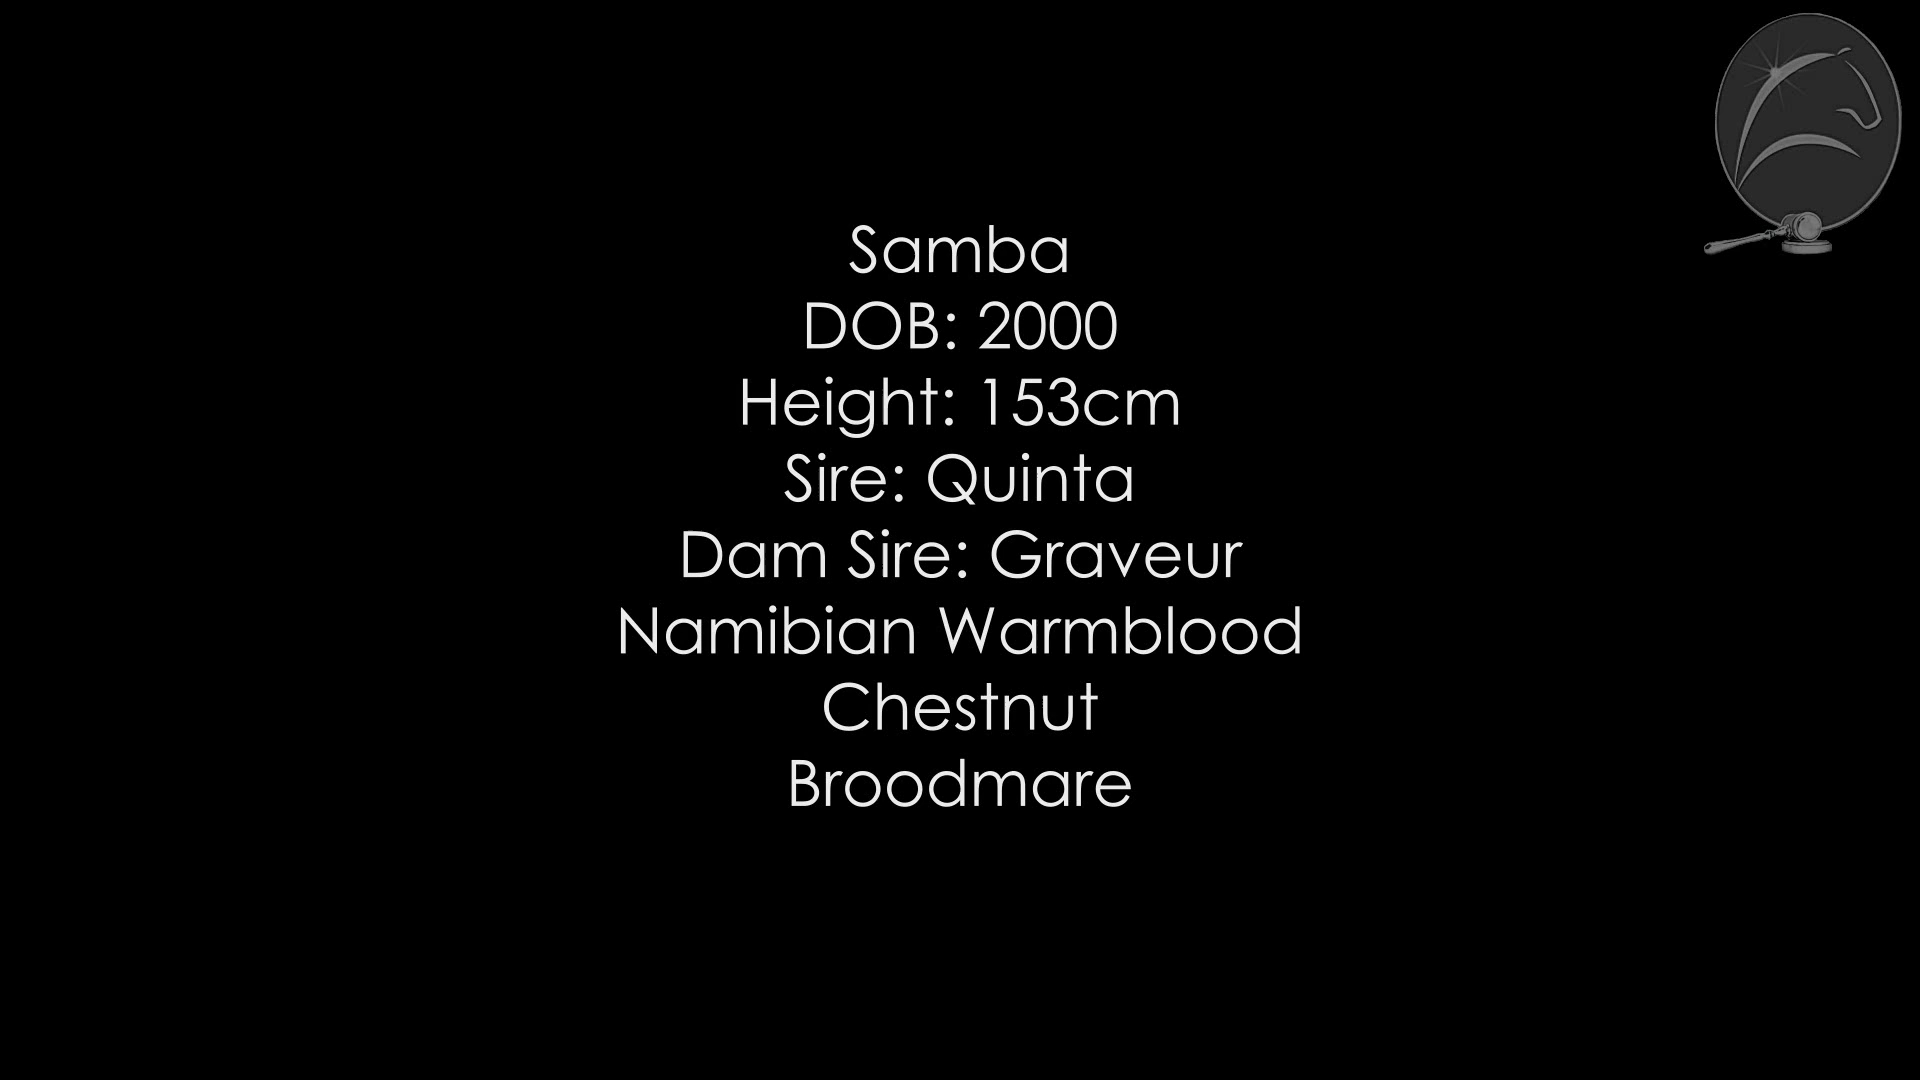 Samba
DOB: 2000
Height: 153cm
Sire: Quinta
Dam Sire: Graveur
Namibian Warmblood
Chestnut
Broodmare